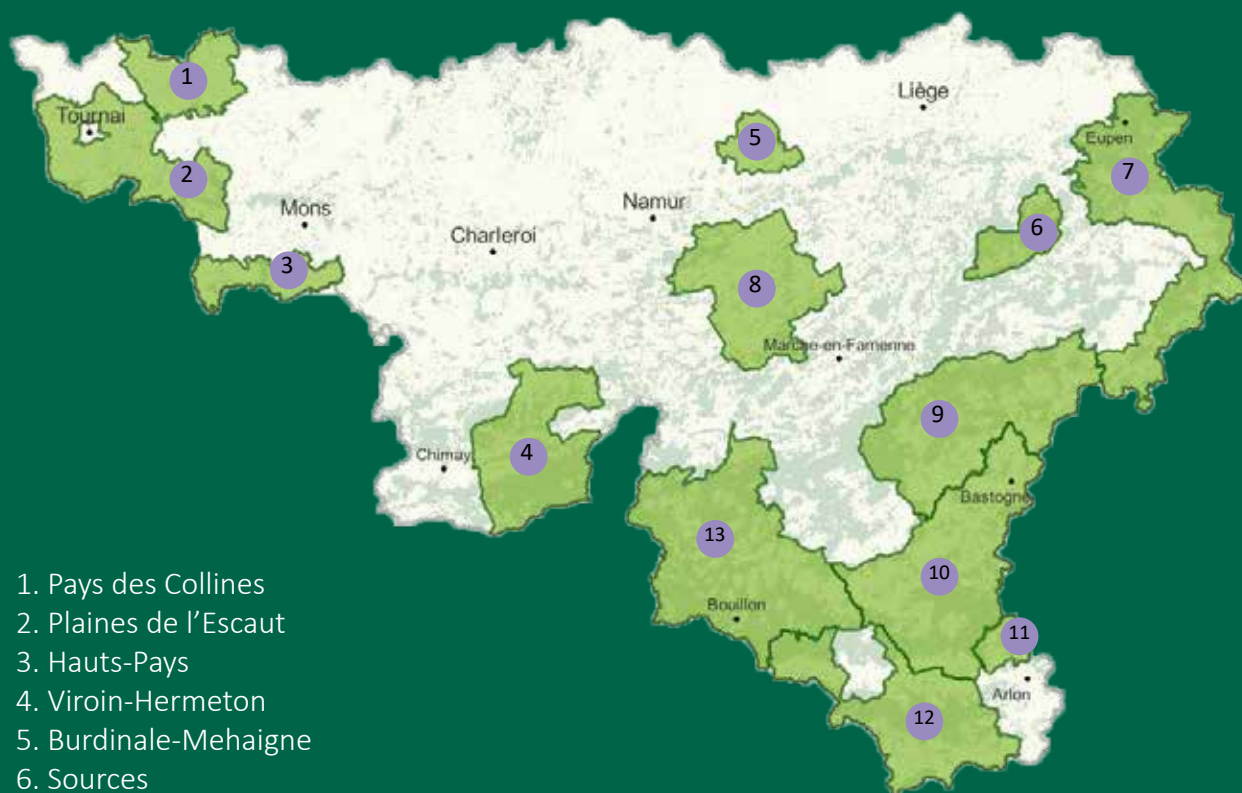 1
Tournai
2
Mons
3
Charleroi
Namur
Liège
5
Eupen
7
6
8
Marche-en-Famenne
9
Chimay
4
Bastogne
13
10
Bouillon
11
Arlon
12
1. Pays des Collines
2. Plaines de l’Escaut
3. Hauts-Pays
4. Viroin-Hermeton
5. Burdinale-Mehaigne
6. Sources